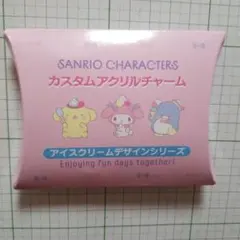 SANRIO CHARACTERS
カスタムアクリルチャーム
アイスクリームデザインシリーズ
Enjoying fun days together!